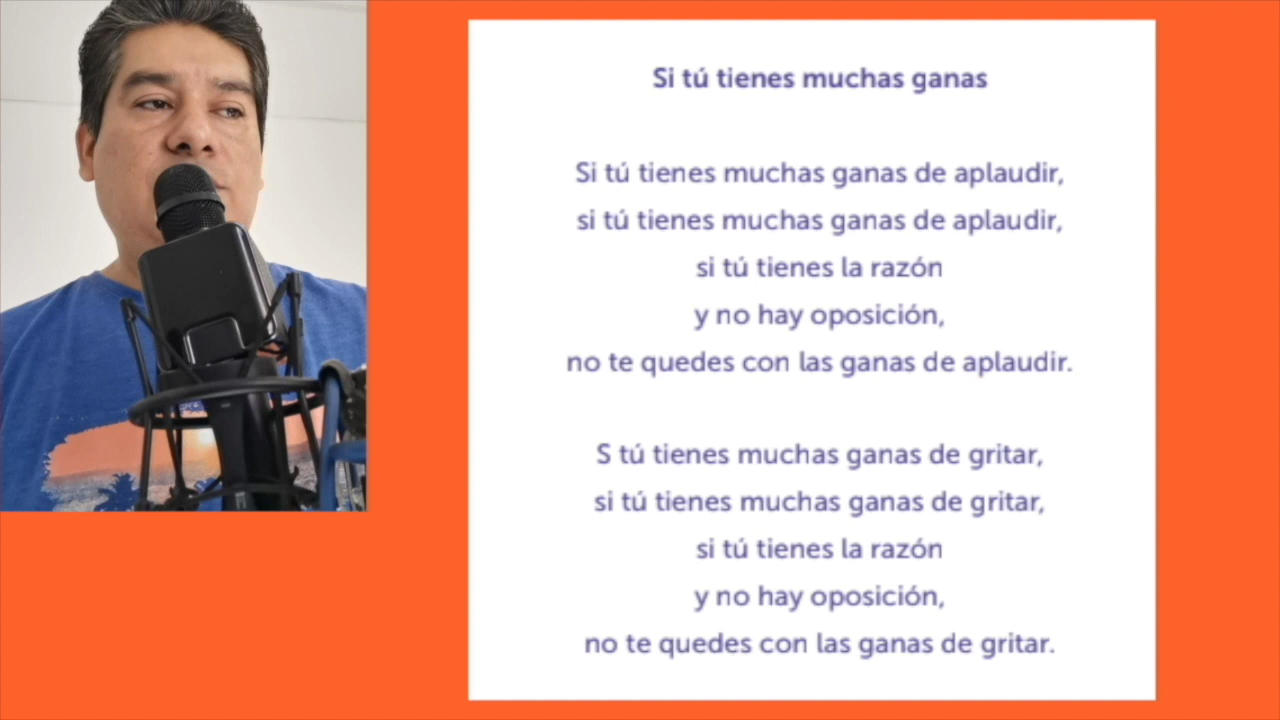 Si tú tienes muchas ganas
Si tú tienes muchas ganas de aplaudir,
si tú tienes muchas ganas de aplaudir,
si tú tienes la razón
y no hay oposición,
no te quedes con las ganas de aplaudir.
S tú tienes muchas ganas de gritar,
si tú tienes muchas ganas de gritar,
si tú tienes la razón
y no hay oposición,
no te quedes con las ganas de gritar.